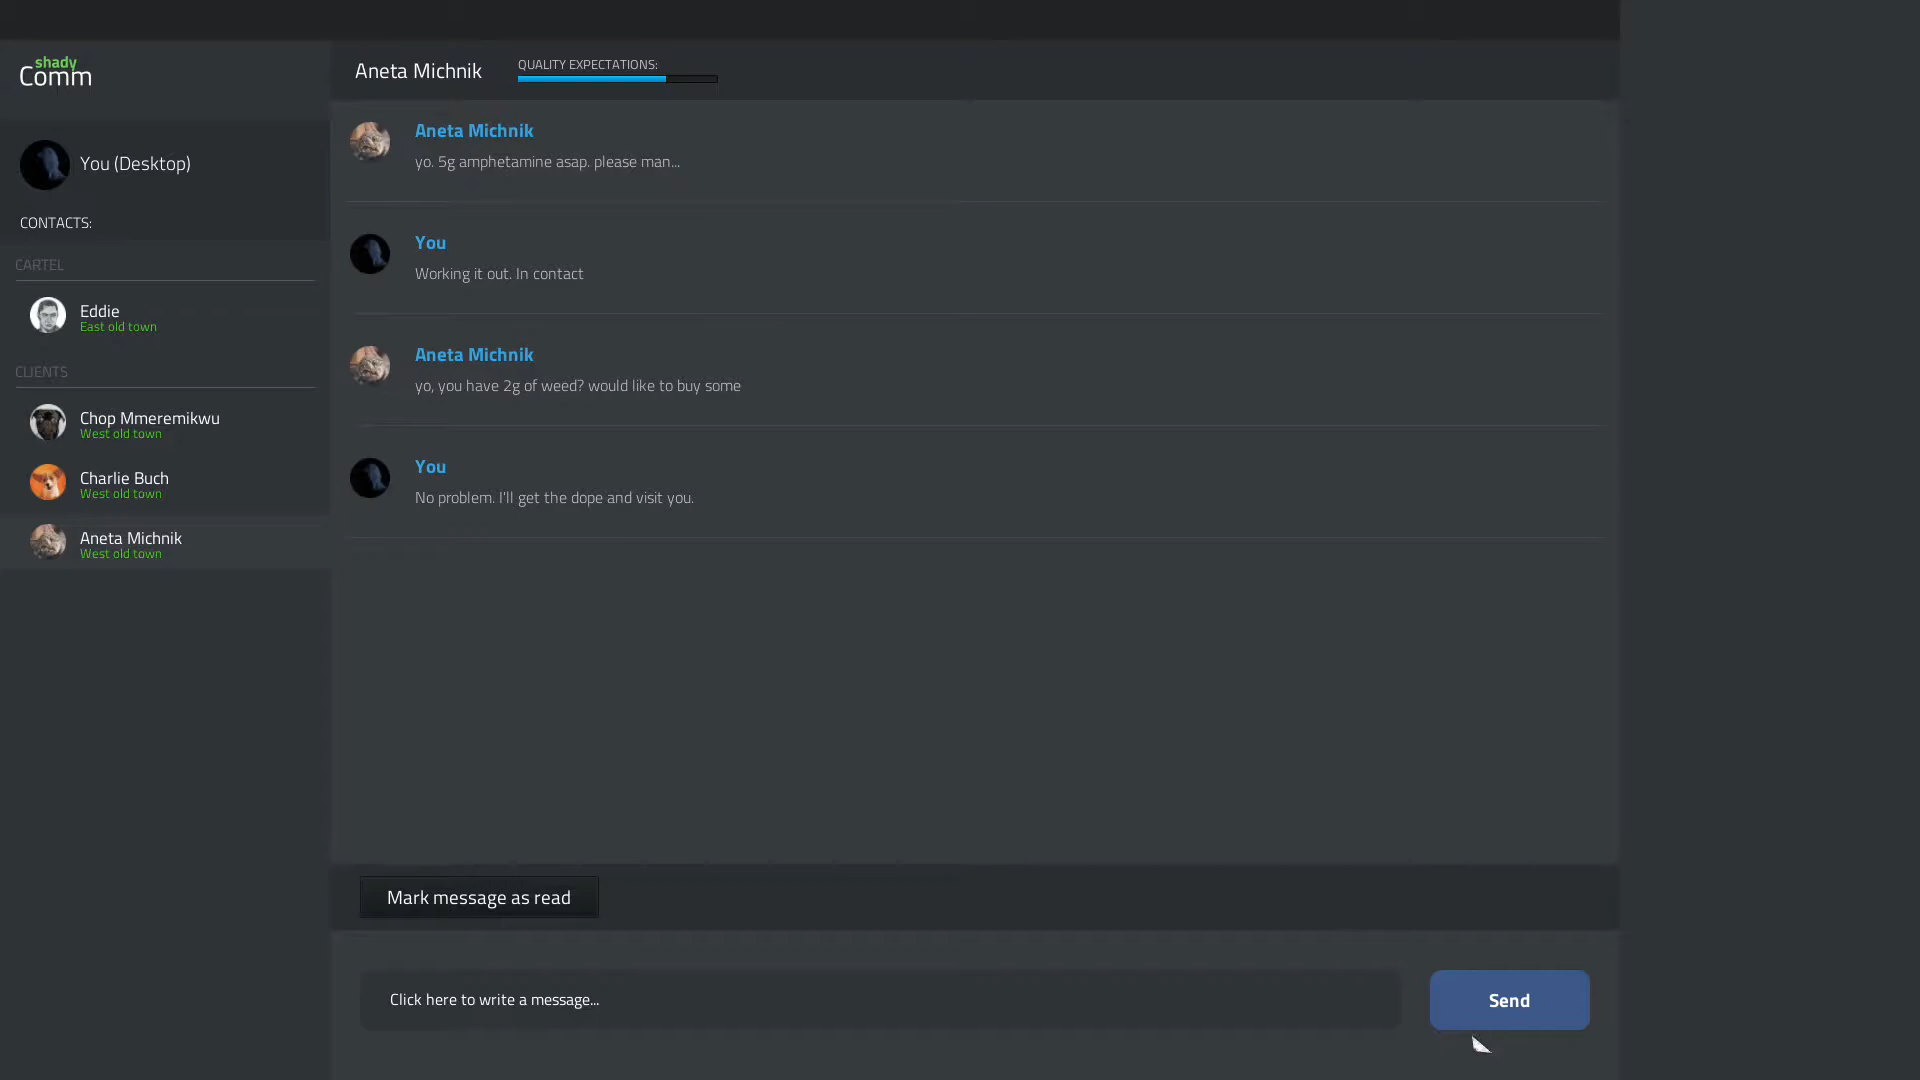 shady
Comm
You (Desktop)
CONTACTS:
CARTEL
Eddie
East old town
CLIENTS
Chop Mmeremikwu
West old town
Charlie Buch
West old town
Aneta Michnik
West old town
Aneta Michnik
QUALITY EXPECTATIONS:
Aneta Michnik
yo. 5g amphetamine asap. please man...
You
Working it out. In contact
Aneta Michnik
yo, you have 2g of weed? would like to buy some
You
No problem. I'll get the dope and visit you.
Mark message as read
Click here to write a message...
Send